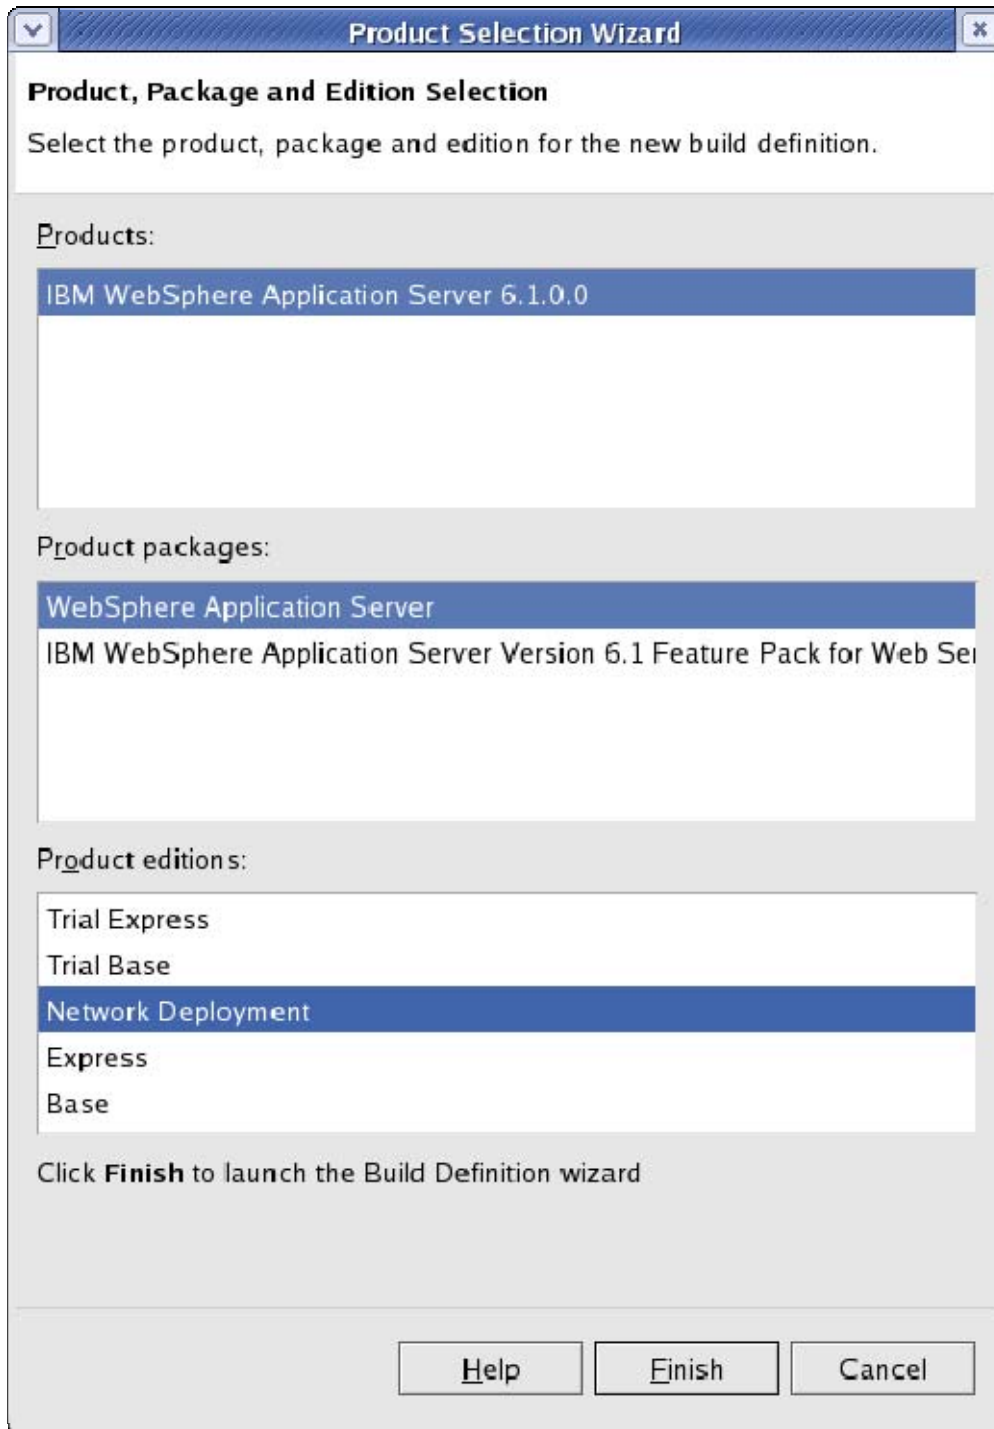 Product Selection Wizard
Product, Package and Edition Selection
Select the product, package and edition for the new build definition.
Products:
IBM WebSphere Application Server 6.1.0.0
Product packages:
WebSphere Application Server
IBM WebSphere Application Server Version 6.1 Feature Pack for Web Ser
Product editions:
Trial Express
Trial Base
Network Deployment
Express
Base
Click Finish to launch the Build Definition wizard
Help Finish Cancel